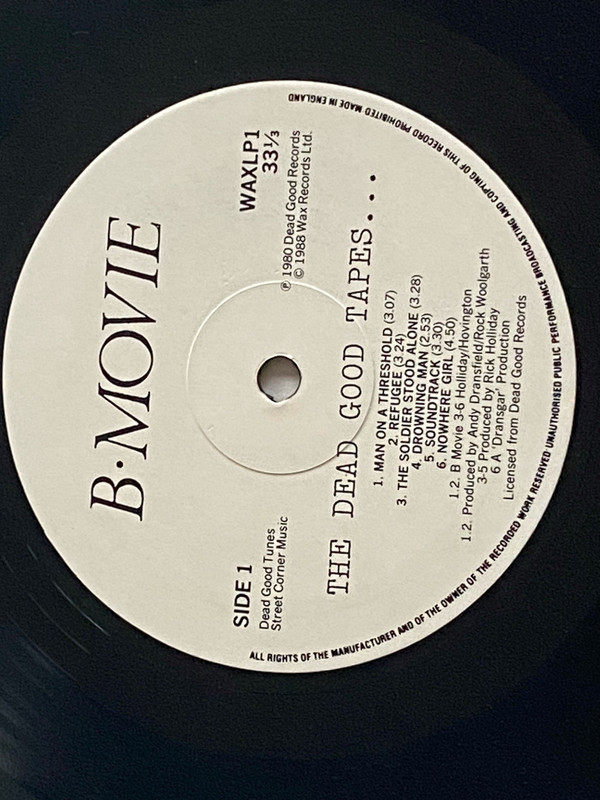 B·MOVIE
SIDE 1
Dead Good Tunes
Street Corner Music
WAXLP1
33⅓
℗ 1980 Dead Good Records
© 1988 Wax Records Ltd.
THE DEAD GOOD TAPES...
1. MAN ON A THRESHOLD (3.07)
2. REFUGEE (3.24)
3. THE SOLDIER STOOD ALONE (3.28)
4. DROWNING MAN (2.53)
5. SOUNDTRACK (3.30)
6. NOWHERE GIRL (4.50)
1.2. B Movie 3-6 Holliday/Hovington
1.2. Produced by Andy Dransfield/Rock Woolgarth
3-5 Produced by Rick Holliday
6 A 'Dransgar' Production
Licensed from Dead Good Records
ALL RIGHTS OF THE MANUFACTURER AND OF THE OWNER OF THE RECORDED WORK RESERVED UNAUTHORISED PUBLIC PERFORMANCE BROADCASTING AND COPYING OF THIS RECORD PROHIBITED MADE IN ENGLAND